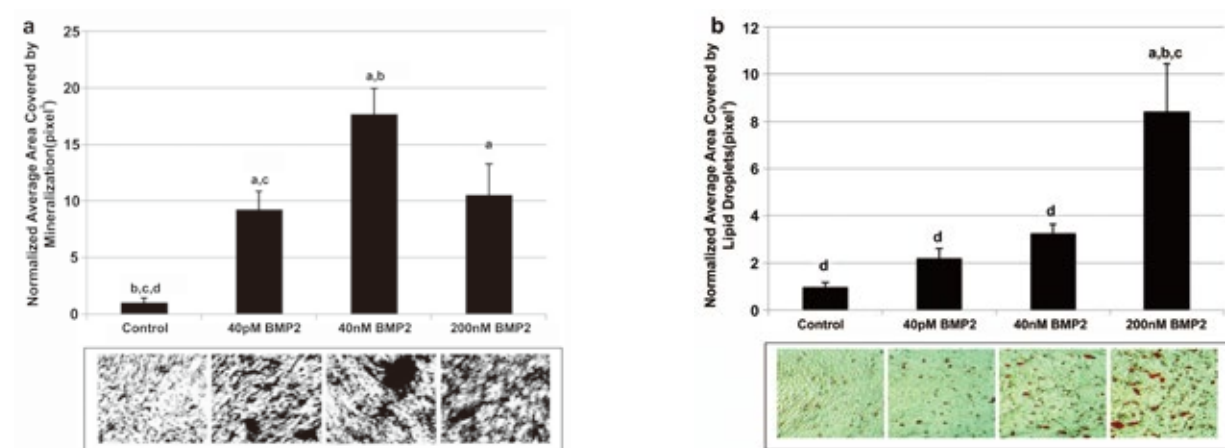 a
Normalized Average Area Covered by
Mineralization(pixel²)
25
20
15
10
5
0
b,c,d
a,c
a,b
a
Control
40pM BMP2
40nM BMP2
200nM BMP2
b
Normalized Average Area Covered by
Lipid Droplets(pixel²)
12
10
8
6
4
2
0
d
d
d
a,b,c
Control
40pM BMP2
40nM BMP2
200nM BMP2